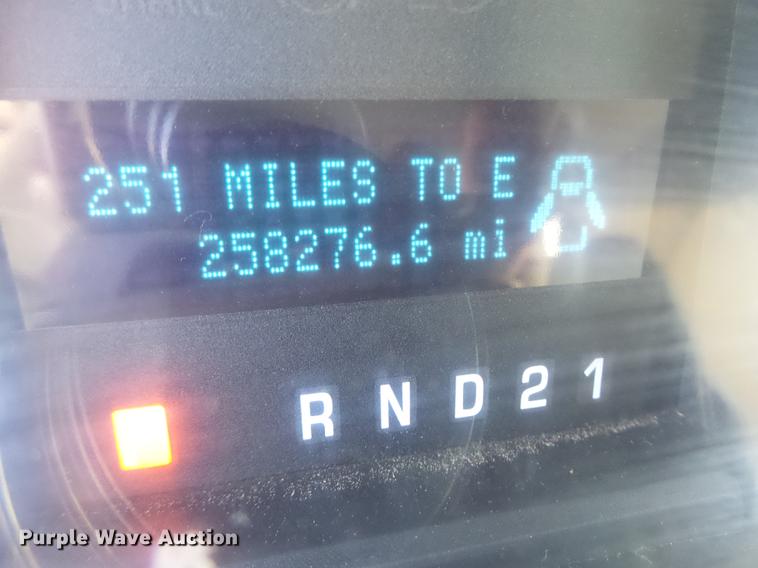 251 MILES TO E
258276.6 mi
R N D 2 1
Purple Wave Auction